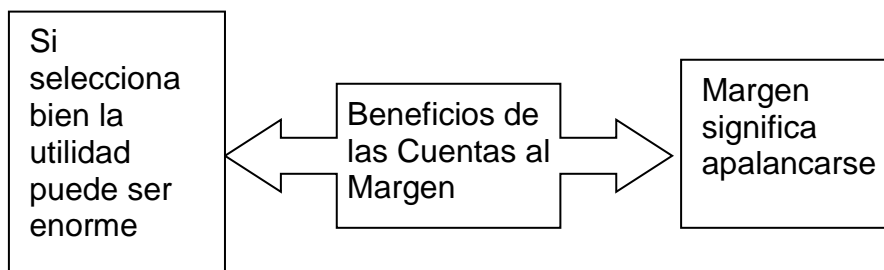 Si
selecciona
bien la
utilidad
puede ser
enorme
Beneficios de
las Cuentas al
Margen
Margen
significa
apalancarse